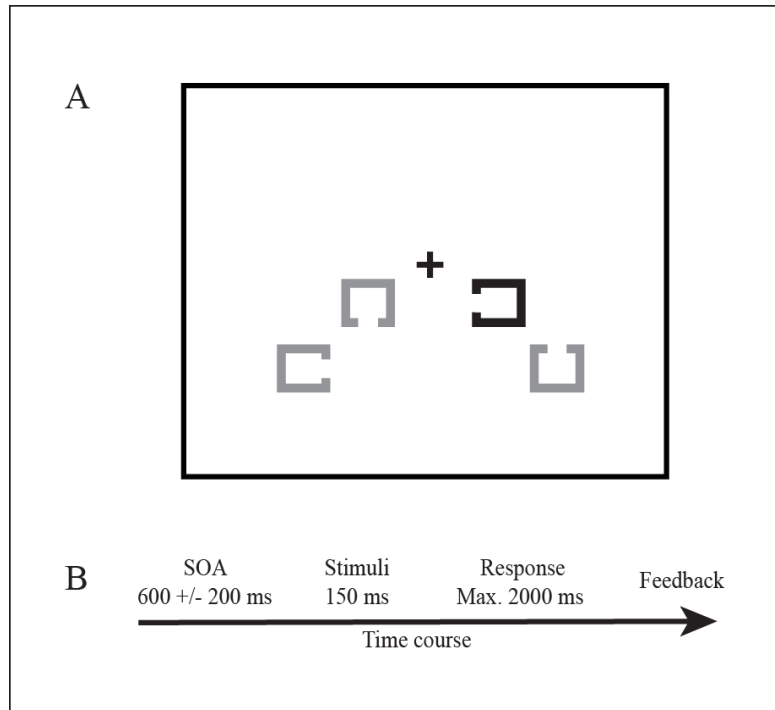 A
B
SOA
600 +/- 200 ms
Stimuli
150 ms
Response
Max. 2000 ms
Feedback
Time course